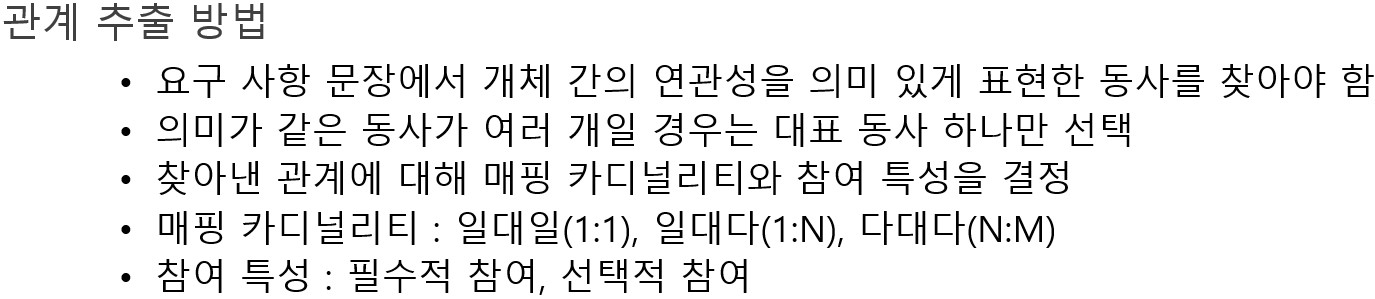 관계 추출 방법
• 요구 사항 문장에서 개체 간의 연관성을 의미 있게 표현한 동사를 찾아야 함
• 의미가 같은 동사가 여러 개일 경우는 대표 동사 하나만 선택
• 찾아낸 관계에 대해 매핑 카디널리티와 참여 특성을 결정
• 매핑 카디널리티 : 일대일(1:1), 일대다(1:N), 다대다(N:M)
• 참여 특성 : 필수적 참여, 선택적 참여